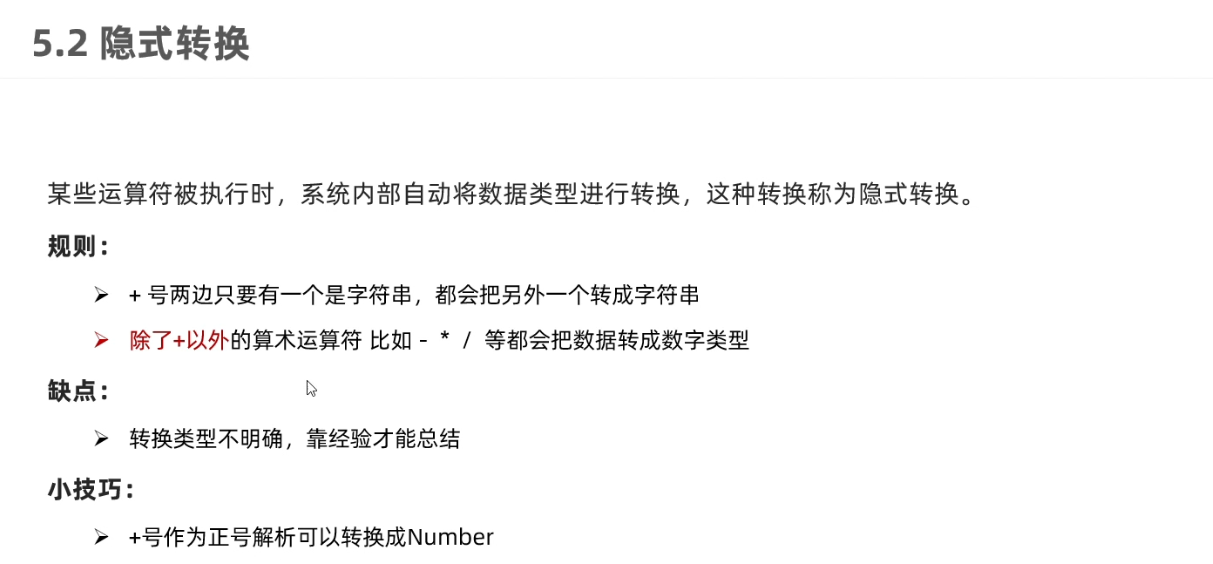 5.2 隐式转换
某些运算符被执行时，系统内部自动将数据类型进行转换，这种转换称为隐式转换。
规则：
➢ + 号两边只要有一个是字符串，都会把另外一个转成字符串
➢ 除了+以外的算术运算符 比如 - * / 等都会把数据转成数字类型
缺点：
➢ 转换类型不明确，靠经验才能总结
小技巧：
➢ +号作为正号解析可以转换成Number